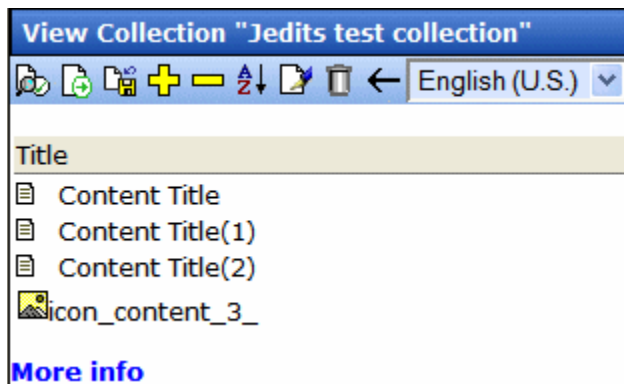 View Collection "Jedits test collection"
English (U.S.)
Title
Content Title
Content Title(1)
Content Title(2)
icon_content_3_
More info